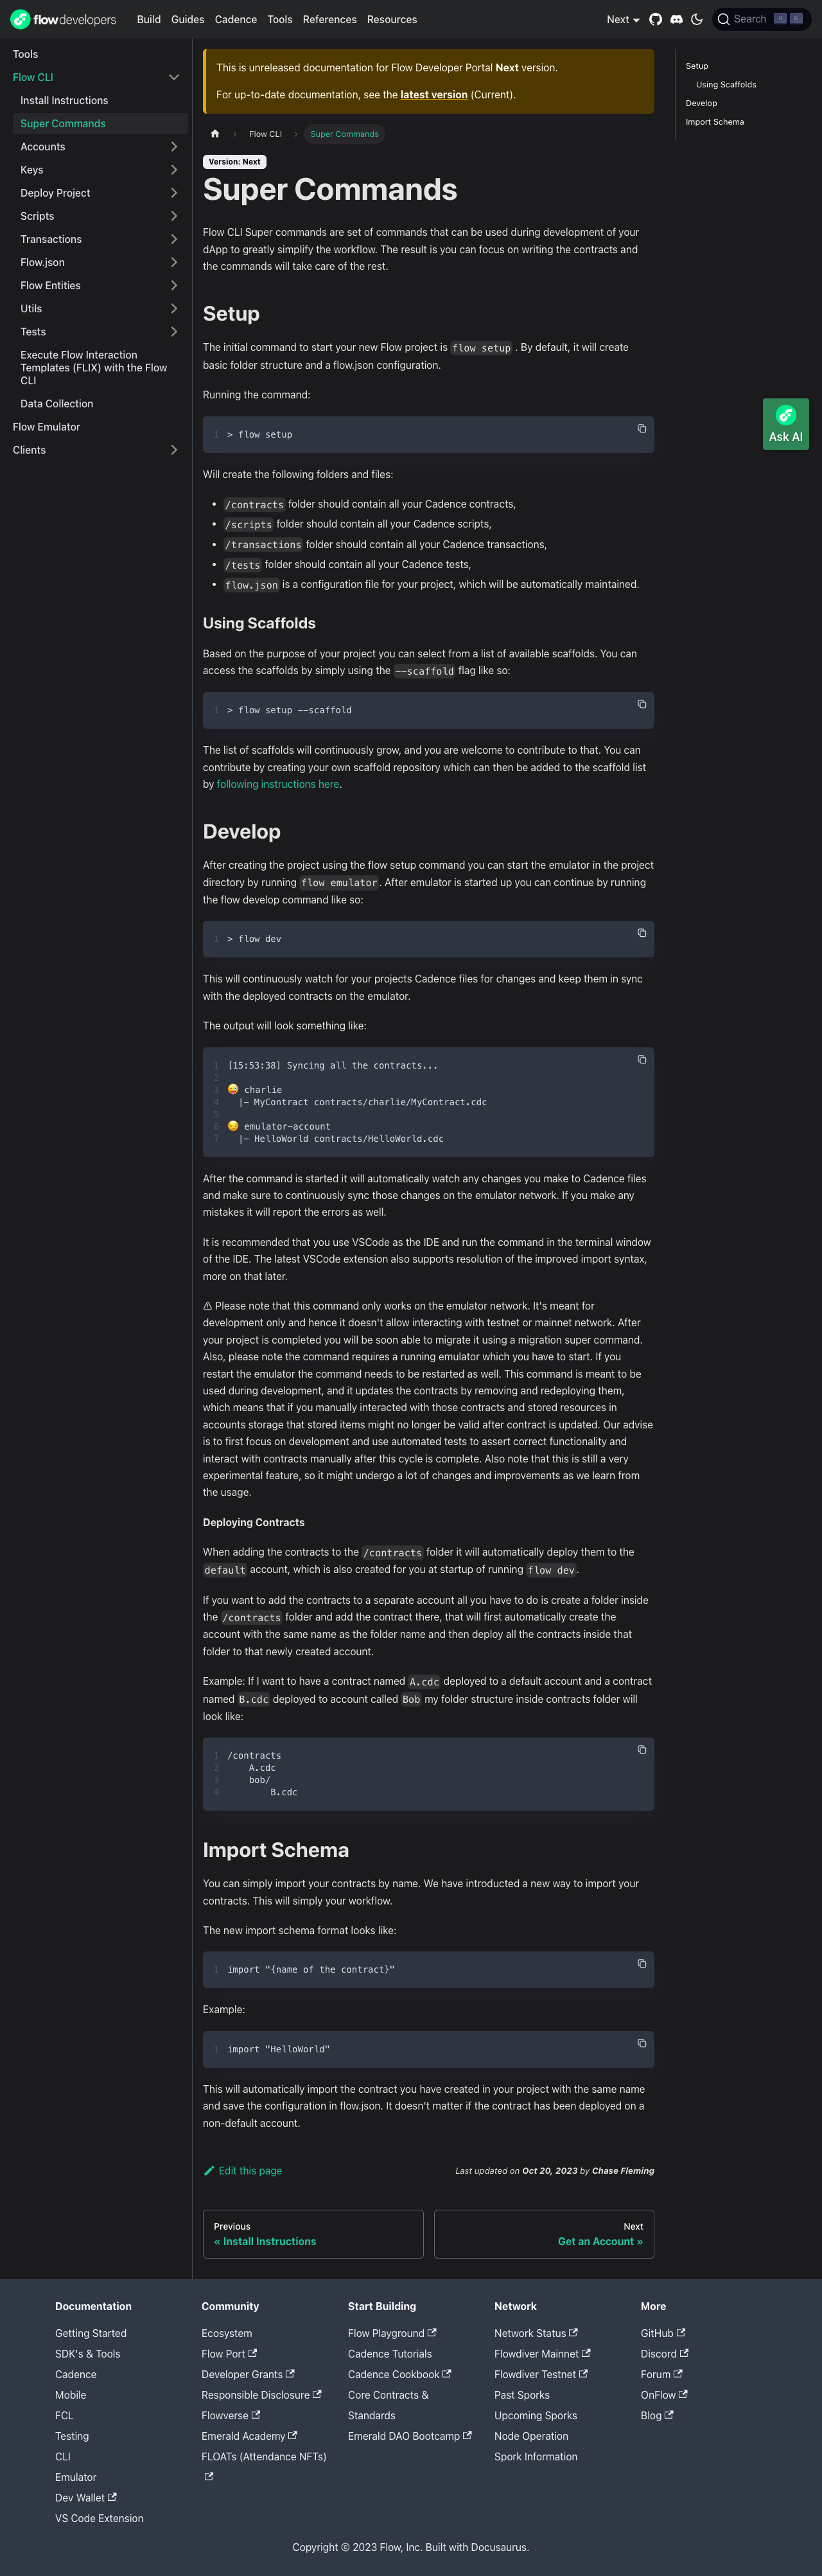 flowdevelopers
Build Guides Cadence Tools References Resources
Next
Search
Tools
Flow CLI
Install Instructions
Super Commands
Accounts
Keys
Deploy Project
Scripts
Transactions
Flow.json
Flow Entities
Utils
Tests
Execute Flow Interaction
Templates (FLIX) with the Flow
CLI
Data Collection
Flow Emulator
Clients
This is unreleased documentation for Flow Developer Portal Next version.
For up-to-date documentation, see the latest version (Current).
Flow CLI
Super Commands
Version: Next
Super Commands
Flow CLI Super commands are set of commands that can be used during development of your
dApp to greatly simplify the workflow. The result is you can focus on writing the contracts and
the commands will take care of the rest.
Setup
The initial command to start your new Flow project is flow setup . By default, it will create
basic folder structure and a flow.json configuration.
Running the command:
1 > flow setup
Will create the following folders and files:
• /contracts folder should contain all your Cadence contracts,
• /scripts folder should contain all your Cadence scripts,
• /transactions folder should contain all your Cadence transactions,
• /tests folder should contain all your Cadence tests,
• flow.json is a configuration file for your project, which will be automatically maintained.
Using Scaffolds
Based on the purpose of your project you can select from a list of available scaffolds. You can
access the scaffolds by simply using the --scaffold flag like so:
1 > flow setup --scaffold
The list of scaffolds will continuously grow, and you are welcome to contribute to that. You can
contribute by creating your own scaffold repository which can then be added to the scaffold list
by following instructions here.
Develop
After creating the project using the flow setup command you can start the emulator in the project
directory by running flow emulator. After emulator is started up you can continue by running
the flow develop command like so:
1 > flow dev
This will continuously watch for your projects Cadence files for changes and keep them in sync
with the deployed contracts on the emulator.
The output will look something like:
1 [15:53:38] Syncing all the contracts...
2
3 😜 charlie
4 |- MyContract contracts/charlie/MyContract.cdc
5
6 😏 emulator-account
7 |- HelloWorld contracts/HelloWorld.cdc
After the command is started it will automatically watch any changes you make to Cadence files
and make sure to continuously sync those changes on the emulator network. If you make any
mistakes it will report the errors as well.
It is recommended that you use VSCode as the IDE and run the command in the terminal window
of the IDE. The latest VSCode extension also supports resolution of the improved import syntax,
more on that later.
⚠ Please note that this command only works on the emulator network. It's meant for
development only and hence it doesn't allow interacting with testnet or mainnet network. After
your project is completed you will be soon able to migrate it using a migration super command.
Also, please note the command requires a running emulator which you have to start. If you
restart the emulator the command needs to be restarted as well. This command is meant to be
used during development, and it updates the contracts by removing and redeploying them,
which means that if you manually interacted with those contracts and stored resources in
accounts storage that stored items might no longer be valid after contract is updated. Our advse
is to first focus on development and use automated tests to assert correct functionality and
interact with contracts manually after this cycle is complete. Also note that this is still a very
experimental feature, so it might undergo a lot of changes and improvements as we learn from
the usage.
Deploying Contracts
When adding the contracts to the /contracts folder it will automatically deploy them to the
default account, which is also created for you at startup of running flow dev.
If you want to add the contracts to a separate account all you have to do is create a folder inside
the /contracts folder and add the contract there, that will first automatically create the
account with the same name as the folder name and then deploy all the contracts inside that
folder to that newly created account.
Example: If I want to have a contract named A.cdc deployed to a default account and a contract
named B.cdc deployed to account called Bob my folder structure inside contracts folder will
look like:
1 /contracts
2 A.cdc
3 bob/
4 B.cdc
Import Schema
You can simply import your contracts by name. We have introducted a new way to import your
contracts. This will simply your workflow.
The new import schema format looks like:
1 import "{name of the contract}"
Example:
1 import "HelloWorld"
This will automatically import the contract you have created in your project with the same name
and save the configuration in flow.json. It doesn't matter if the contract has been deployed on a
non-default account.
Edit this page
Last updated on Oct 20, 2023 by Chase Fleming
Previous
« Install Instructions
Next
Get an Account »
Setup
Using Scaffolds
Develop
Import Schema
Ask AI
Documentation
Getting Started
SDK's & Tools
Cadence
Mobile
FCL
Testing
CLI
Emulator
Dev Wallet
VS Code Extension
Community
Ecosystem
Flow Port
Developer Grants
Responsible Disclosure
Flowverse
Emerald Academy
FLOATs (Attendance NFTs)
Start Building
Flow Playground
Cadence Tutorials
Cadence Cookbook
Core Contracts &
Standards
Emerald DAO Bootcamp
Network
Network Status
Flowdiver Mainnet
Flowdiver Testnet
Past Sporks
Upcoming Sporks
Node Operation
Spork Information
More
GitHub
Discord
Forum
OnFlow
Blog
Copyright © 2023 Flow, Inc. Built with Docusaurus.